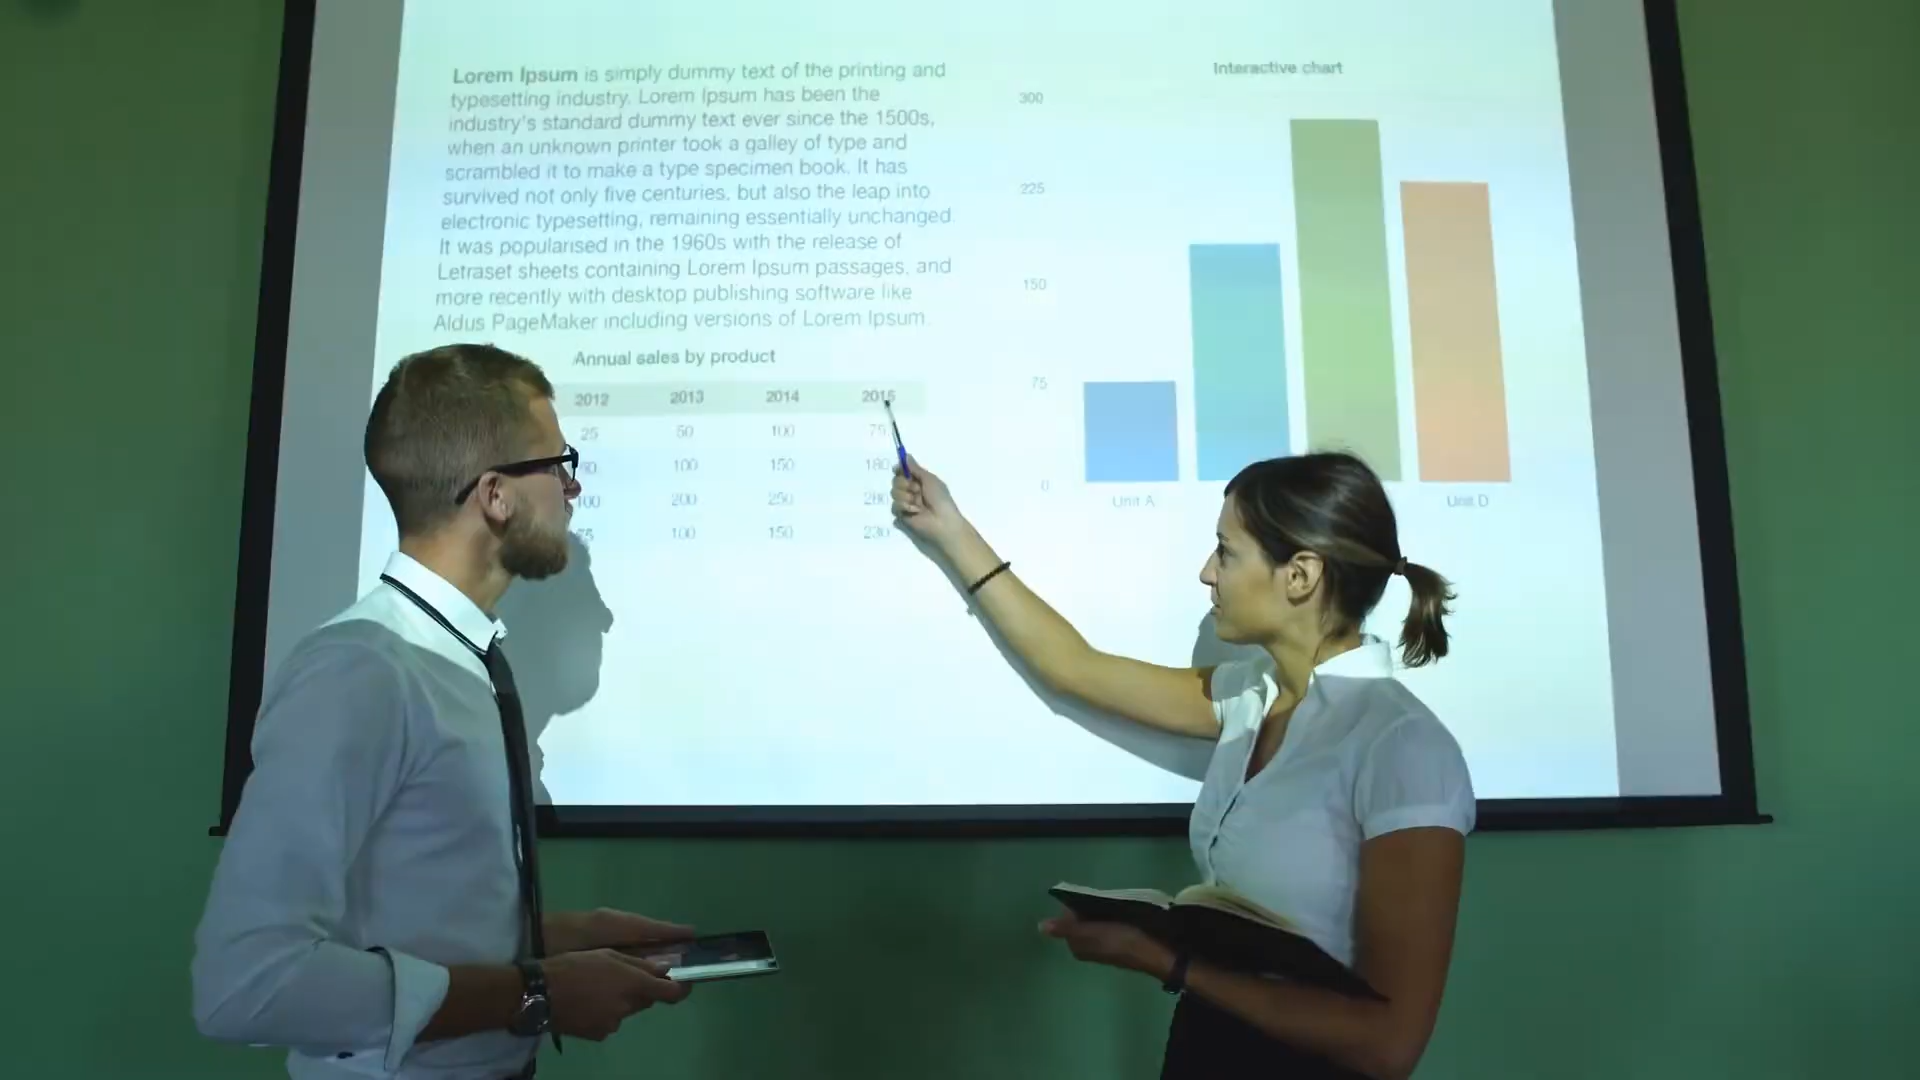 Lorem Ipsum is simply dummy text of the printing and
typesetting industry. Lorem Ipsum has been the
industry's standard dummy text ever since the 1500s,
when an unknown printer took a galley of type and
scrambled it to make a type specimen book. It has
survived not only five centuries, but also the leap into
electronic typesetting, remaining essentially unchanged.
It was popularised in the 1960s with the release of
Letraset sheets containing Lorem Ipsum passages, and
more recently with desktop publishing software like
Aldus PageMaker including versions of Lorem Ipsum.
Annual sales by product
2012 2013 2014 2015
25 50 100 75
100 150 180
100 200 250 280
100 150 230
Interactive chart
300
225
150
75
0
Unit A Unit D